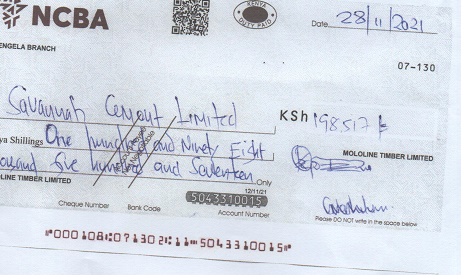 NCBA
KENYA
DUTY PAID
Date 28/11/2021
ENGELA BRANCH
07-130
Savannah Cement Limited
KSh 198,517/=
ya Shillings One hundred and Ninety Eight
ousand five hundred and Seventeen Only
MOLOLINE TIMBER LIMITED
LINE TIMBER LIMITED
12/11/21
5043310015
Cheque Number Bank Code Account Number
Please DO NOT write in the space below
"000108"07130211"5043310015"